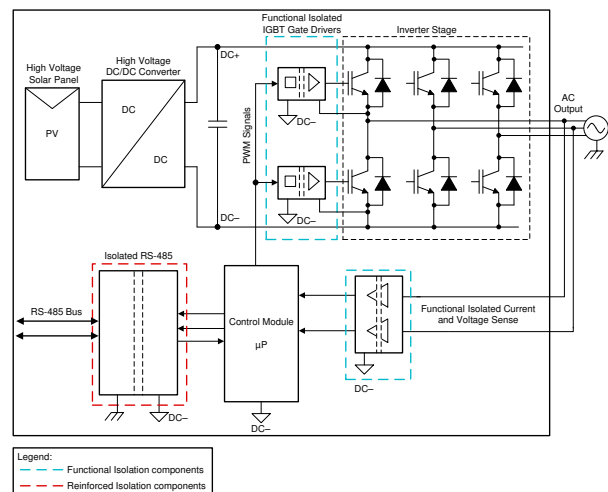 Functional Isolated
IGBT Gate Drivers
Inverter Stage
High Voltage
Solar Panel
High Voltage
DC/DC Converter
DC+
AC
Output
PV
DC
DC
PWM Signals
DC–
DC–
DC–
Isolated RS-485
RS-485 Bus
Control Module
µP
Functional Isolated Current
and Voltage Sense
DC–
DC–
DC–
Legend:
Functional Isolation components
Reinforced Isolation components